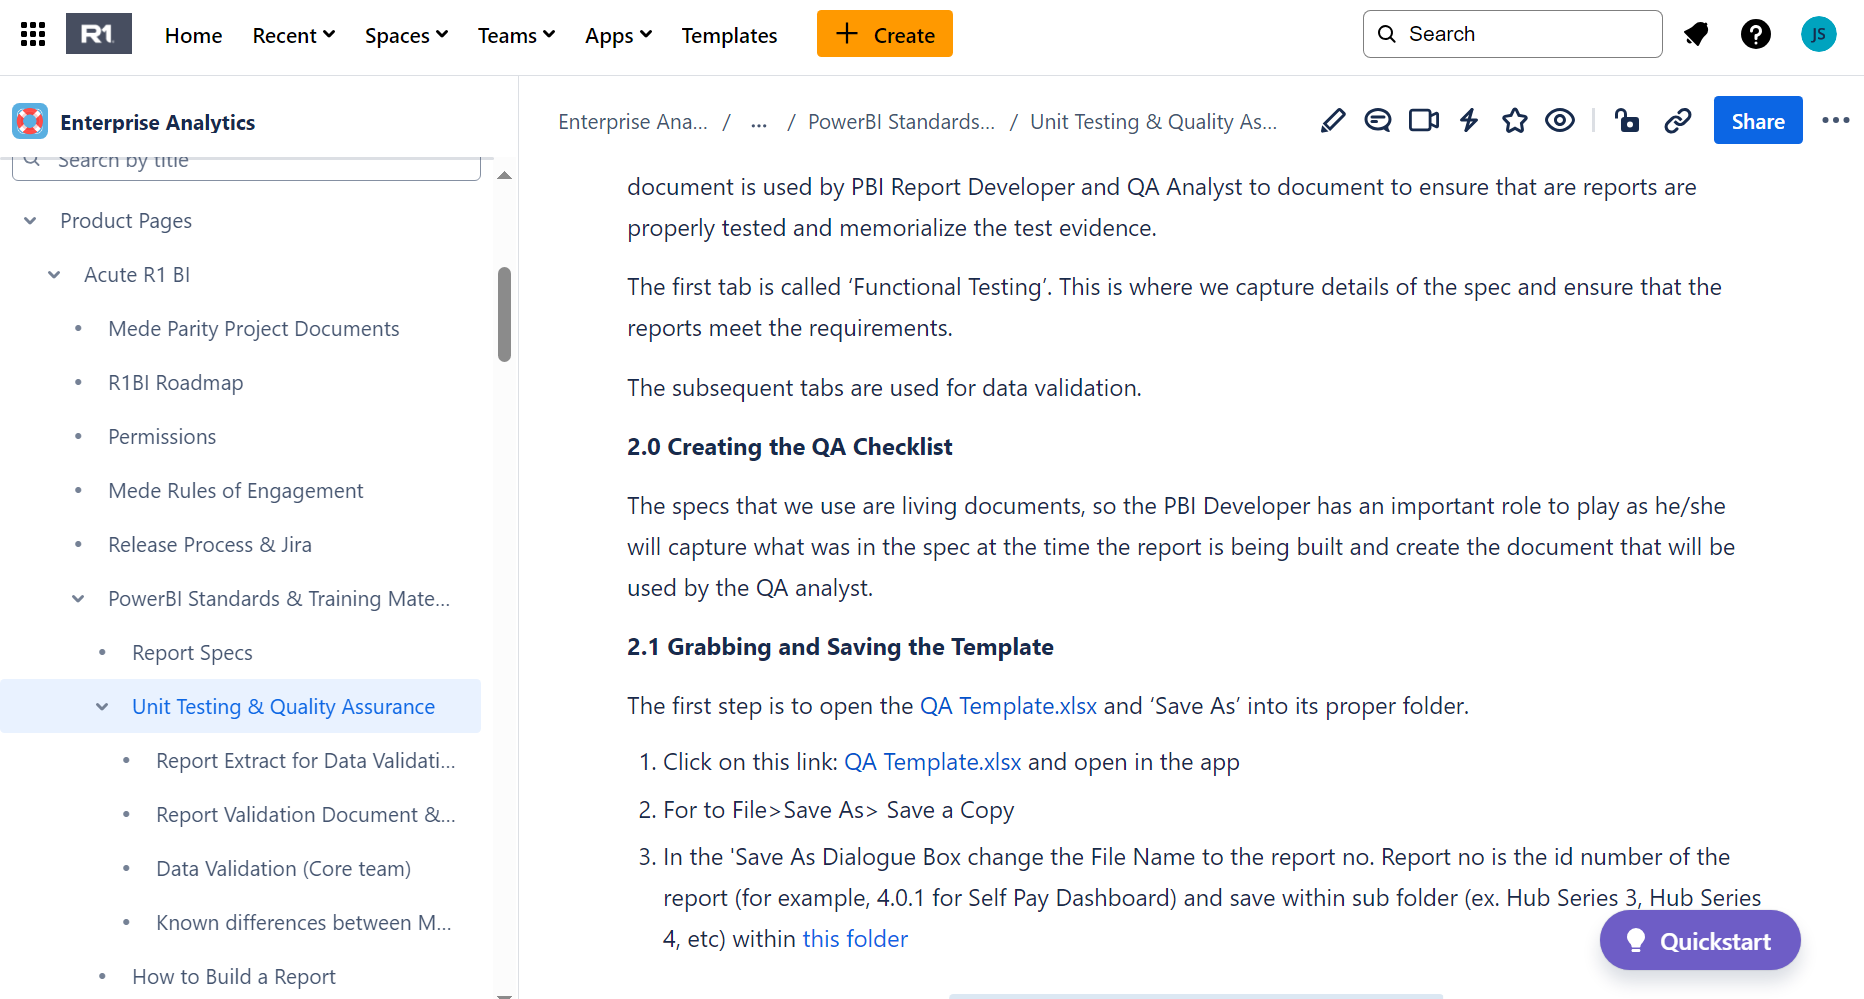 R1
Home
Recent
Spaces
Teams
Apps
Templates
+ Create
Search
JS
Enterprise Analytics
Search by title
Product Pages
Acute R1 BI
Mede Parity Project Documents
R1BI Roadmap
Permissions
Mede Rules of Engagement
Release Process & Jira
PowerBI Standards & Training Mate...
Report Specs
Unit Testing & Quality Assurance
Report Extract for Data Validati...
Report Validation Document &...
Data Validation (Core team)
Known differences between M...
How to Build a Report
Enterprise Ana... / ... / PowerBI Standards... / Unit Testing & Quality As...
Share
document is used by PBI Report Developer and QA Analyst to document to ensure that are reports are
properly tested and memorialize the test evidence.
The first tab is called ‘Functional Testing’. This is where we capture details of the spec and ensure that the
reports meet the requirements.
The subsequent tabs are used for data validation.
2.0 Creating the QA Checklist
The specs that we use are living documents, so the PBI Developer has an important role to play as he/she
will capture what was in the spec at the time the report is being built and create the document that will be
used by the QA analyst.
2.1 Grabbing and Saving the Template
The first step is to open the QA Template.xlsx and ‘Save As’ into its proper folder.
1. Click on this link: QA Template.xlsx and open in the app
2. For to File>Save As> Save a Copy
3. In the 'Save As Dialogue Box change the File Name to the report no. Report no is the id number of the
report (for example, 4.0.1 for Self Pay Dashboard) and save within sub folder (ex. Hub Series 3, Hub Series
4, etc) within this folder
Quickstart